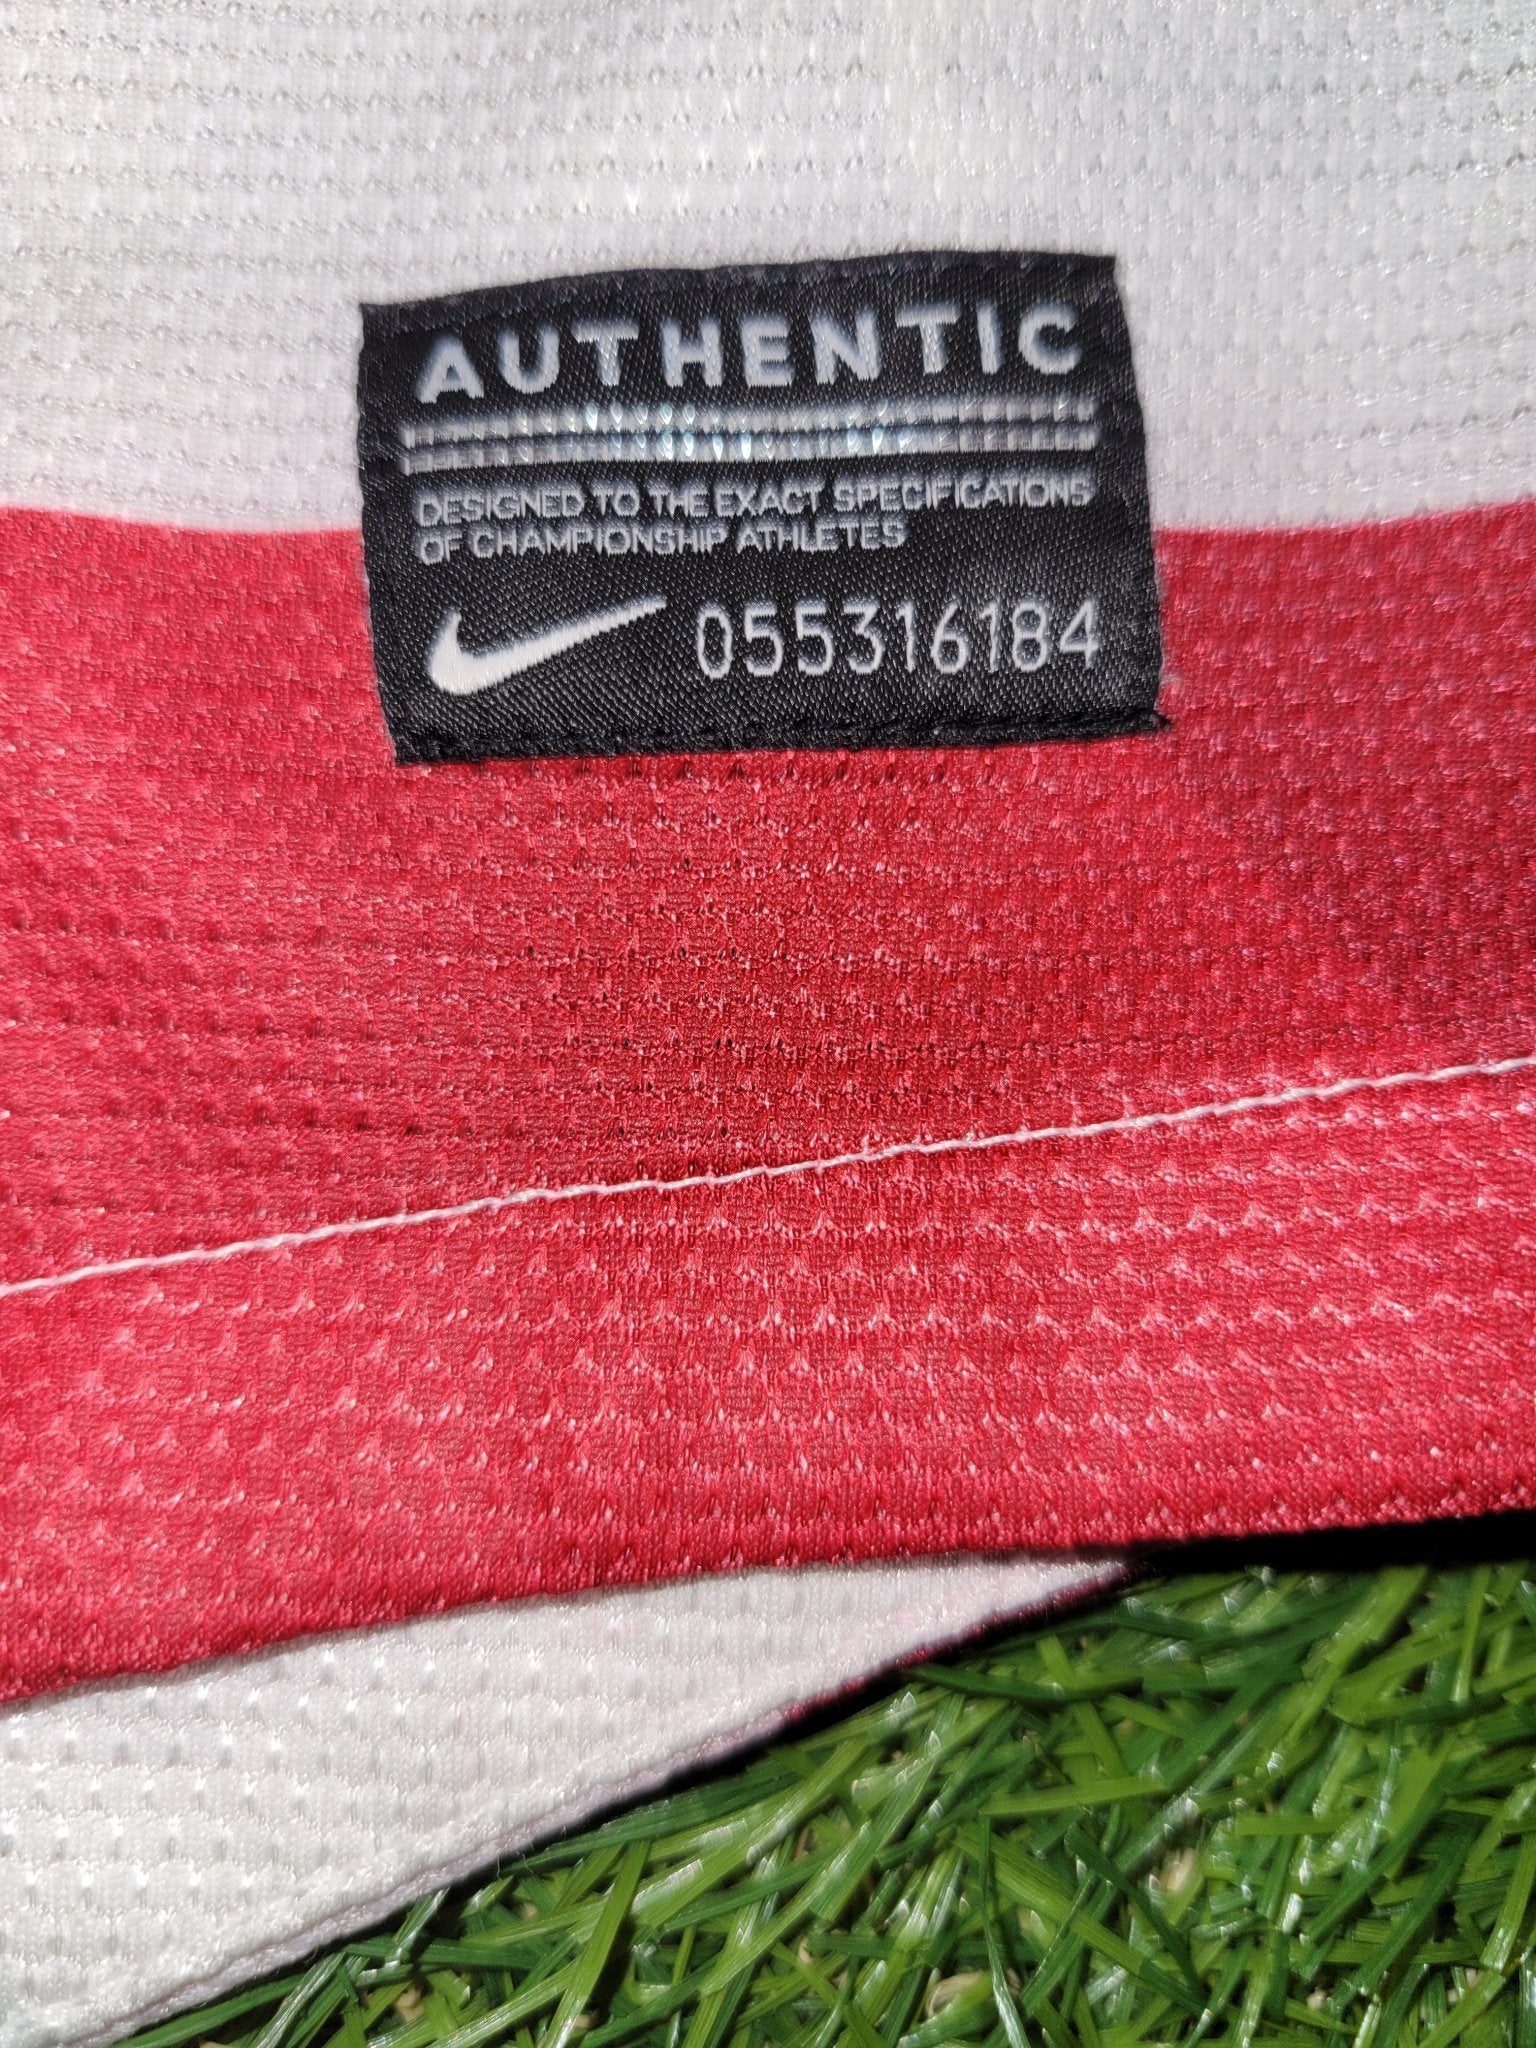 AUTHENTIC
DESIGNED TO THE EXACT SPECIFICATIONS
OF CHAMPIONSHIP ATHLETES
055316184